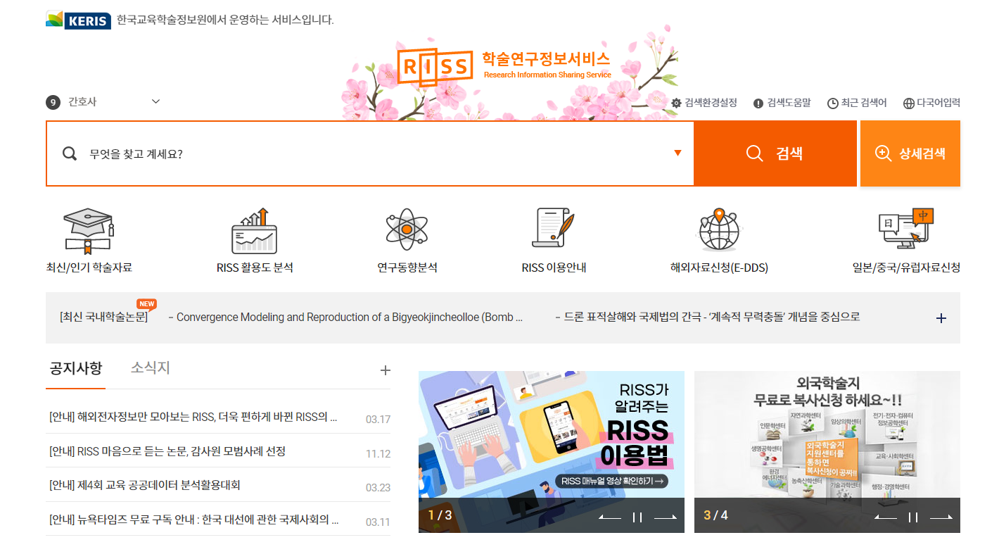 KERIS 한국교육학술정보원에서 운영하는 서비스입니다.
RISS 학술연구정보서비스
Research Information Sharing Service
9 간호사
검색환경설정 검색도움말 최근 검색어 다국어입력
무엇을 찾고 계세요?
검색
상세검색
日 中
최신/인기 학술자료
RISS 활용도 분석
연구동향분석
RISS 이용안내
해외자료신청(E-DDS)
일본/중국/유럽자료신청
[최신 국내학술논문] NEW
- Convergence Modeling and Reproduction of a Bigyeokjincheolloe (Bomb ...
- 드론 표적살해와 국제법의 간극 - ‘계속적 무력충돌’ 개념을 중심으로
공지사항 소식지
[안내] 해외전자정보만 모아보는 RISS, 더욱 편하게 바뀐 RISS의 ... 03.17
[안내] RISS 마음으로 듣는 논문, 감사원 모범사례 선정 11.12
[안내] 제4회 교육 공공데이터 분석활용대회 03.23
[안내] 뉴욕타임즈 무료 구독 안내 : 한국 대선에 관한 국제사회의 ... 03.11
RISS가
알려주는
RISS
이용법
RISS 매뉴얼 영상 확인하기→
1 / 3
외국학술지
무료로 복사신청 하세요~!!
인문학센터
자연과학센터
임상의학센터
전기·전자·컴퓨터
정보공학센터
생명공학센터
외국학술지
지원센터를
통하면
복사신청이 공짜!!
교육·사회학센터
환경
에너지센터
농축산학센터
기술과학센터
행정·경영학센터
3 / 4